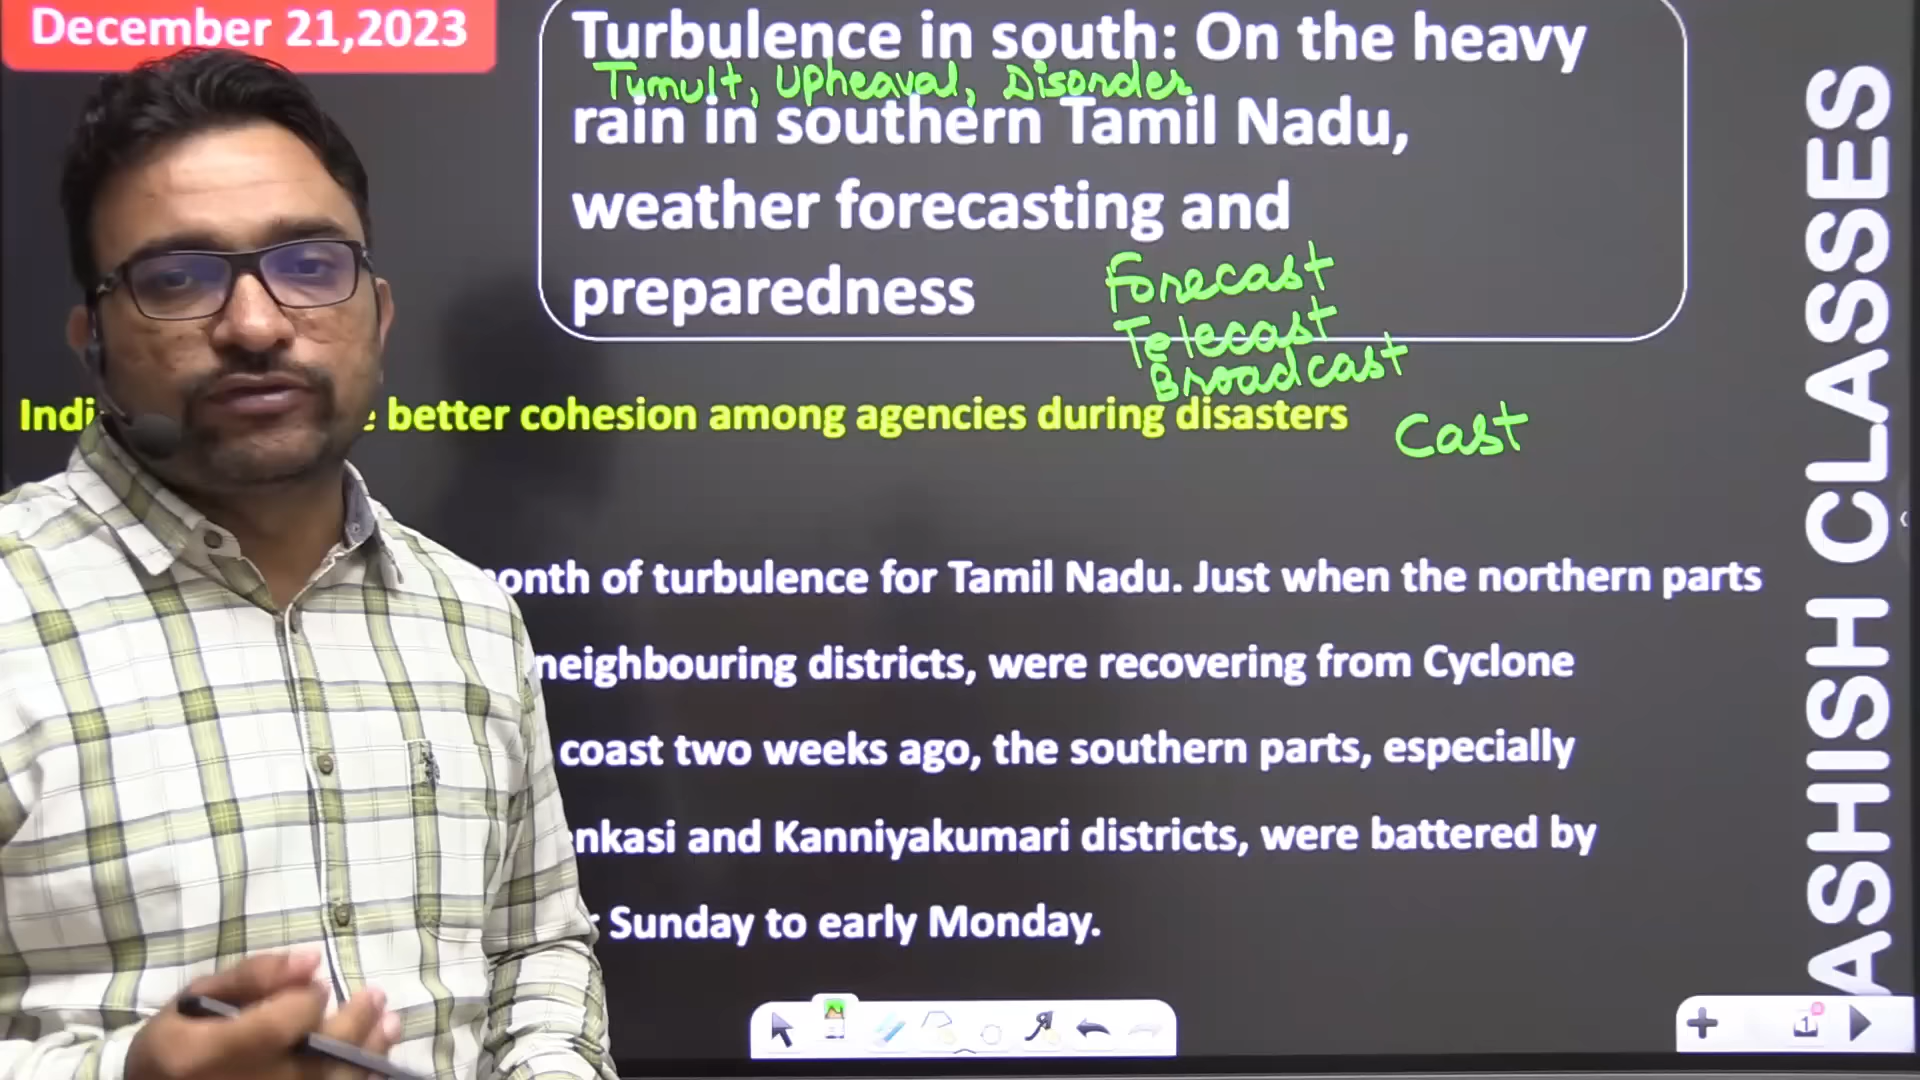 December 21,2023
Turbulence in south: On the heavy
Tumult, Upheaval, Disorder
rain in southern Tamil Nadu,
weather forecasting and
preparedness
Forecast
Telecast
Broadcast
better cohesion among agencies during disasters
Cast
of turbulence for Tamil Nadu. Just when the northern parts
neighbouring districts, were recovering from Cyclone
coast two weeks ago, the southern parts, especially
and Kanniyakumari districts, were battered by
Sunday to early Monday.
ASHISH CLASSES
1